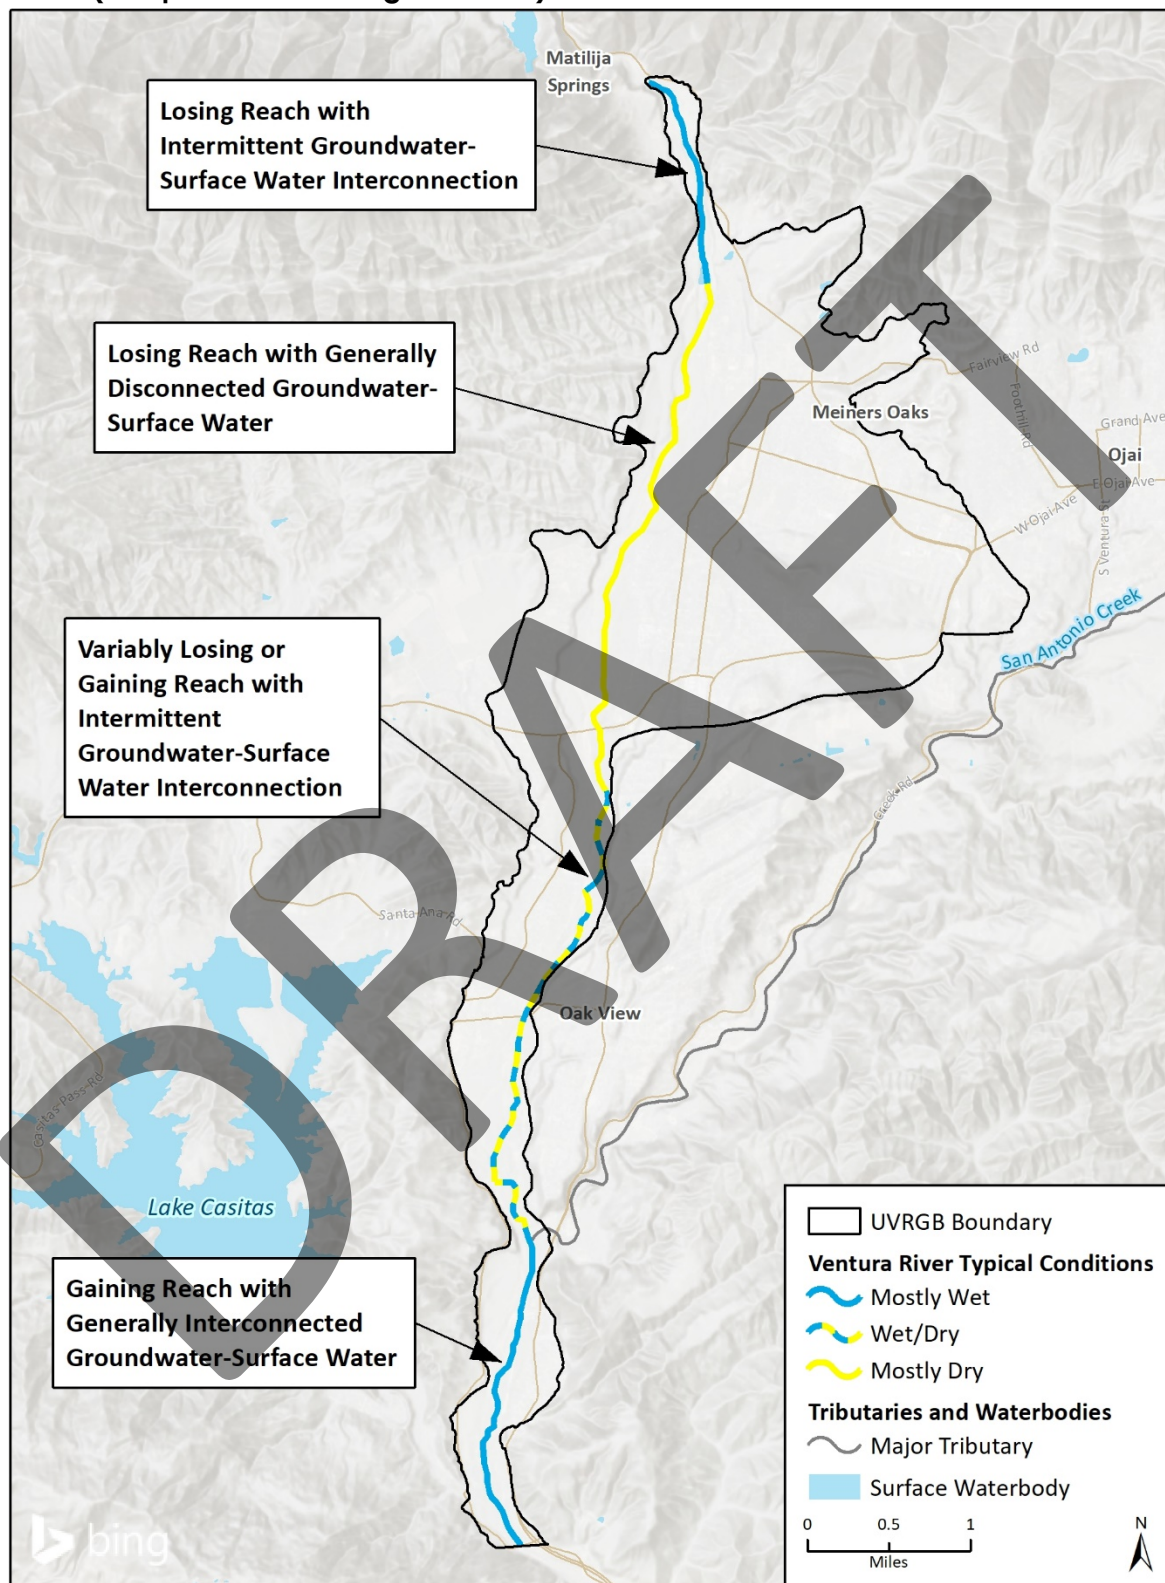 Matilija
Springs
Losing Reach with
Intermittent Groundwater-
Surface Water Interconnection
Losing Reach with Generally
Disconnected Groundwater-
Surface Water
Fairview Rd
Foothill Rd
Meiners Oaks
Grand Ave
Ojai
E Ojai Ave
W Ojai Ave
S Ventura St
San Antonio Creek
Variably Losing or
Gaining Reach with
Intermittent
Groundwater-Surface
Water Interconnection
Creek Rd
Santa Ana Rd
Oak View
Casitas Pass Rd
Lake Casitas
DRAFT
Gaining Reach with
Generally Interconnected
Groundwater-Surface Water
UVRGB Boundary
Ventura River Typical Conditions
Mostly Wet
Wet/Dry
Mostly Dry
Tributaries and Waterbodies
Major Tributary
Surface Waterbody
0 0.5 1
Miles
N
bing